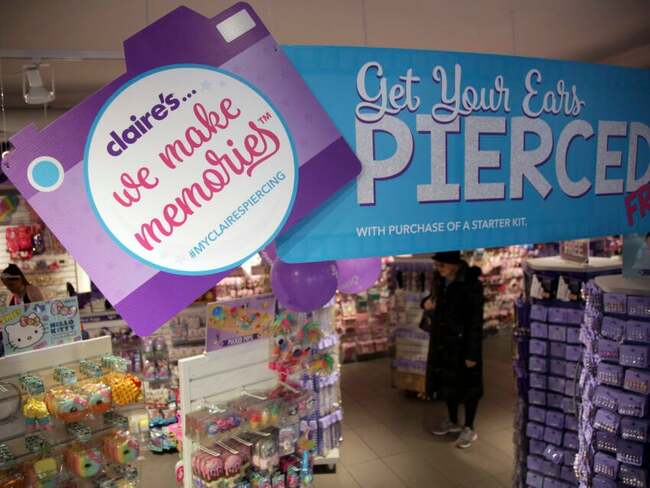 claire's...
we make
memories™
#MYCLAIRESPIERCING
Get Your Ears
PIERCED
WITH PURCHASE OF A STARTER KIT.
HELLO
KITTY